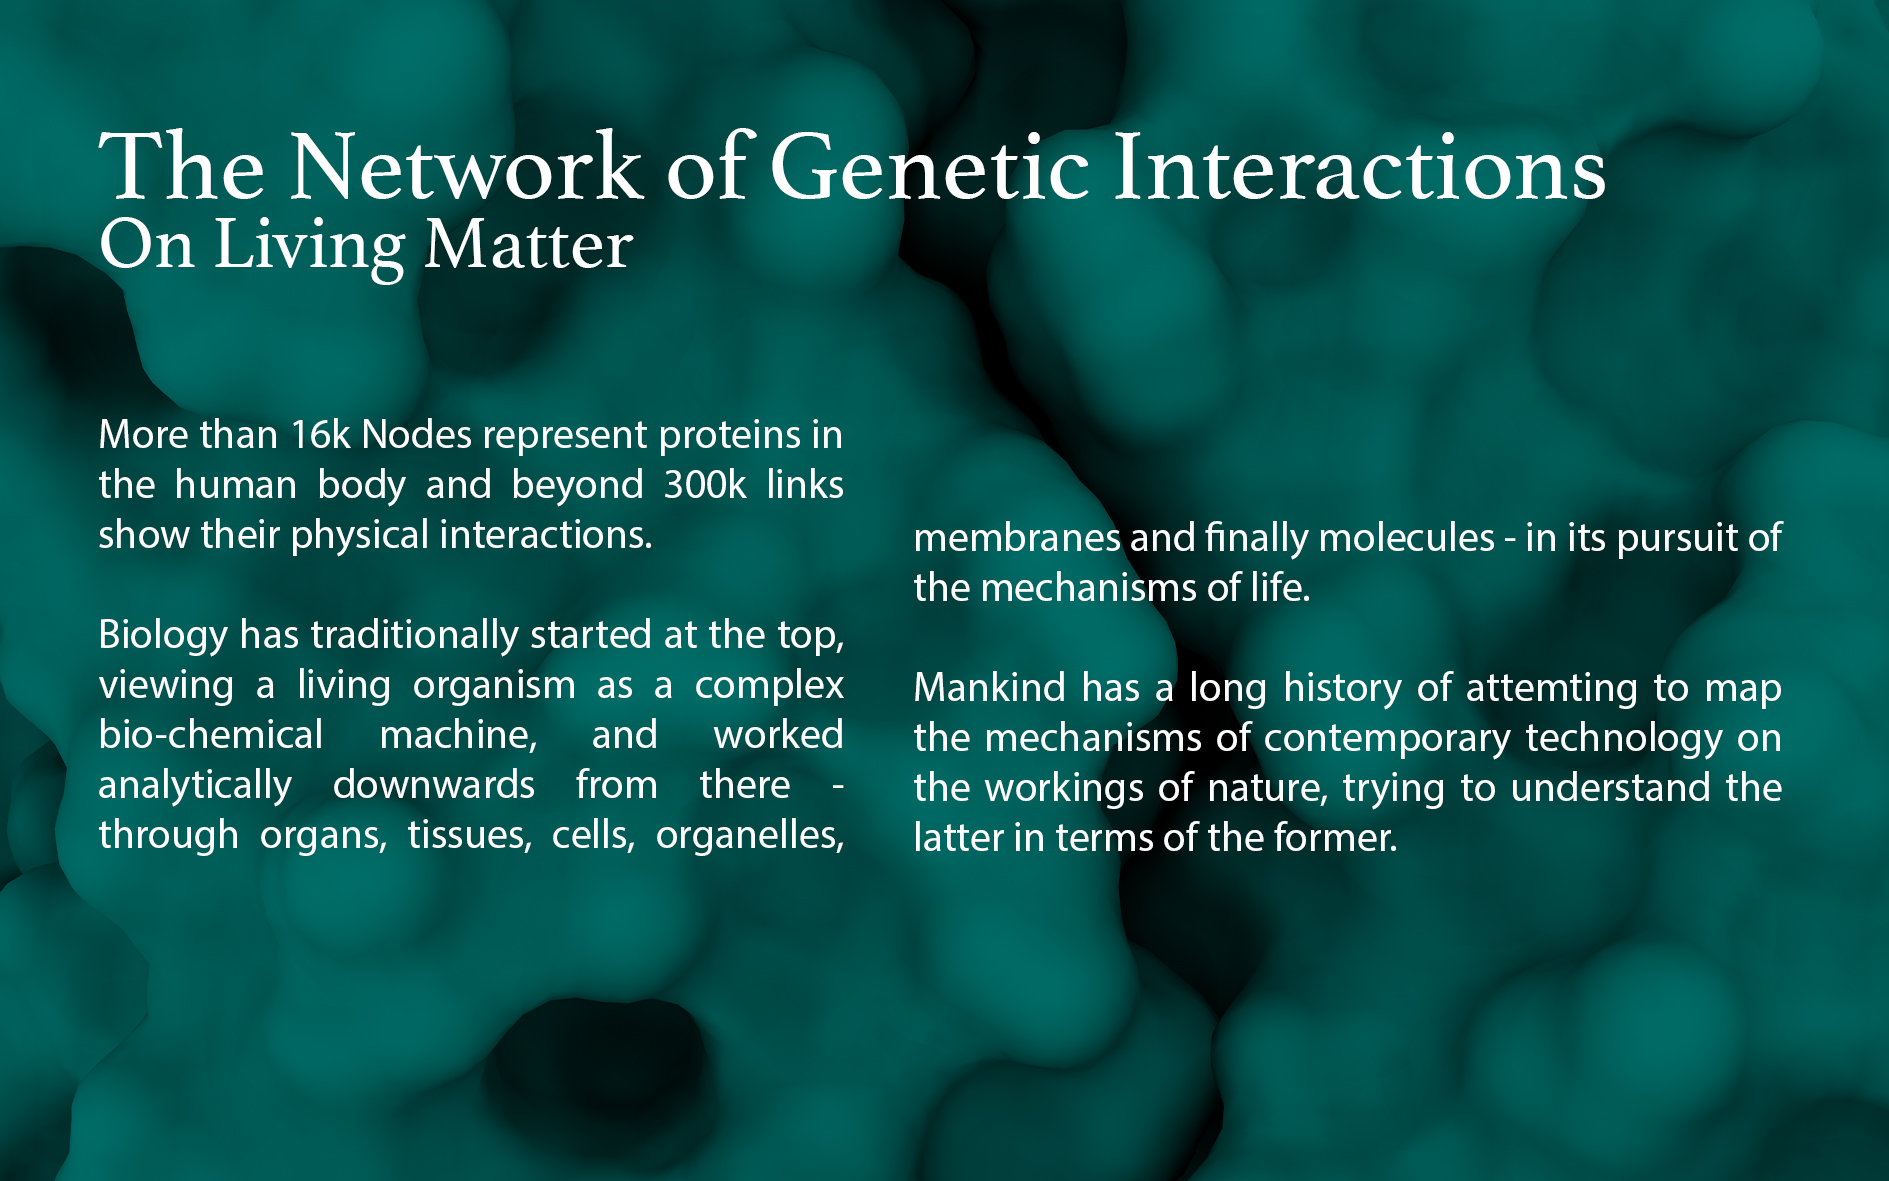 The Network of Genetic Interactions
On Living Matter
More than 16k Nodes represent proteins in
the human body and beyond 300k links
show their physical interactions.
Biology has traditionally started at the top,
viewing a living organism as a complex
bio-chemical machine, and worked
analytically downwards from there -
through organs, tissues, cells, organelles,
membranes and finally molecules - in its pursuit of
the mechanisms of life.
Mankind has a long history of attemting to map
the mechanisms of contemporary technology on
the workings of nature, trying to understand the
latter in terms of the former.